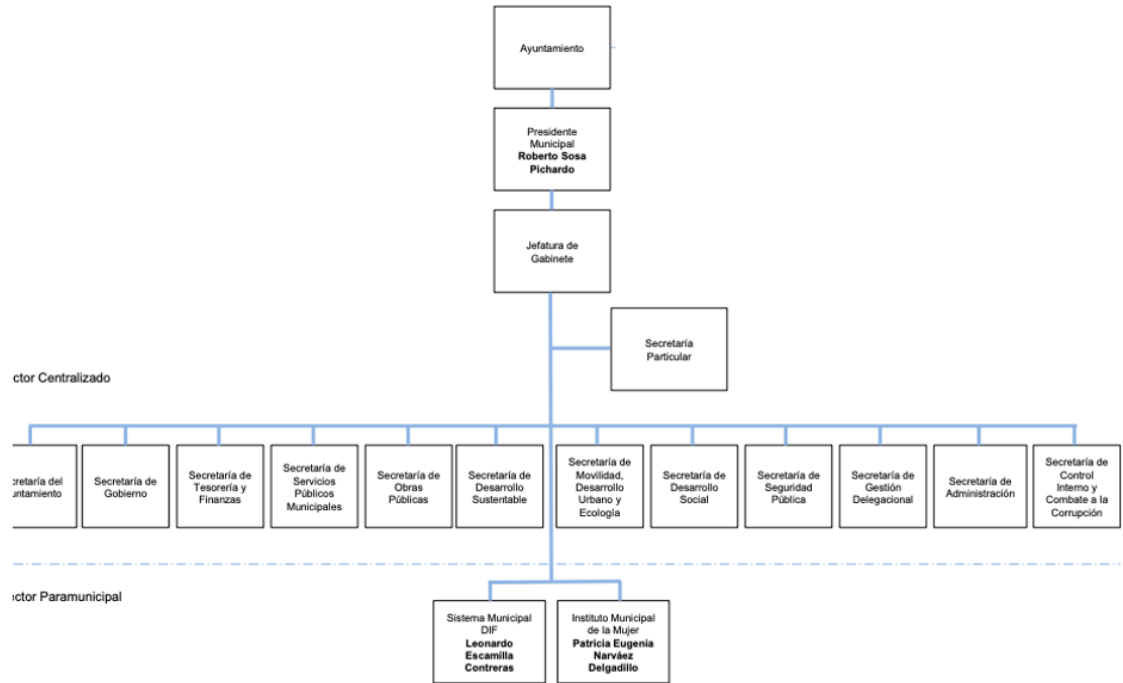 Ayuntamiento
Presidente
Municipal
Roberto Sosa
Pichardo
Jefatura de
Gabinete
Secretaría
Particular
ctor Centralizado
cretaría del
untamiento
Secretaría de
Gobierno
Secretaría de
Tesorería y
Finanzas
Secretaría de
Servicios
Públicos
Municipales
Secretaría de
Obras
Públicas
Secretaría de
Desarrollo
Sustentable
Secretaría de
Movilidad,
Desarrollo
Urbano y
Ecología
Secretaría de
Desarrollo
Social
Secretaría de
Seguridad
Pública
Secretaría de
Gestión
Delegacional
Secretaría de
Administración
Secretaría de
Control
Interno y
Combate a la
Corrupción
ector Paramunicipal
Sistema Municipal
DIF
Leonardo
Escamilla
Contreras
Instituto Municipal
de la Mujer
Patricia Eugenia
Narváez
Delgadillo